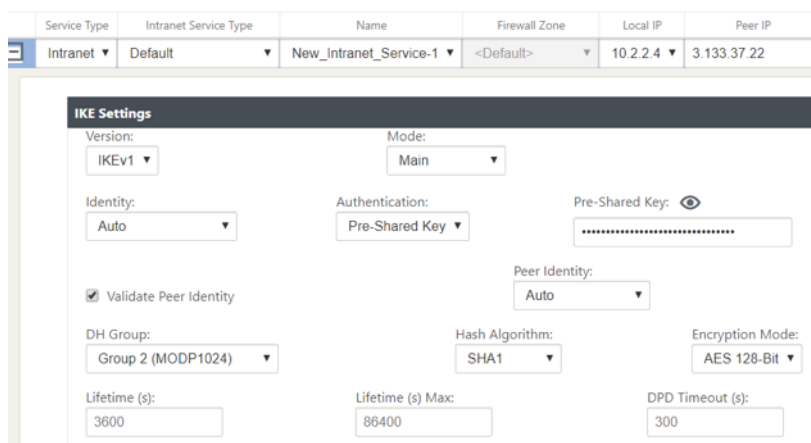 Service Type Intranet Service Type Name Firewall Zone Local IP Peer IP
Intranet Default New_Intranet_Service-1 <Default> 10.2.2.4 3.133.37.22
IKE Settings
Version: Mode:
IKEv1 Main
Identity: Authentication: Pre-Shared Key:
Auto Pre-Shared Key ••••••••••••••••••••••••••••••••
Peer Identity:
Validate Peer Identity Auto
DH Group: Hash Algorithm: Encryption Mode:
Group 2 (MODP1024) SHA1 AES 128-Bit
Lifetime (s): Lifetime (s) Max: DPD Timeout (s):
3600 86400 300